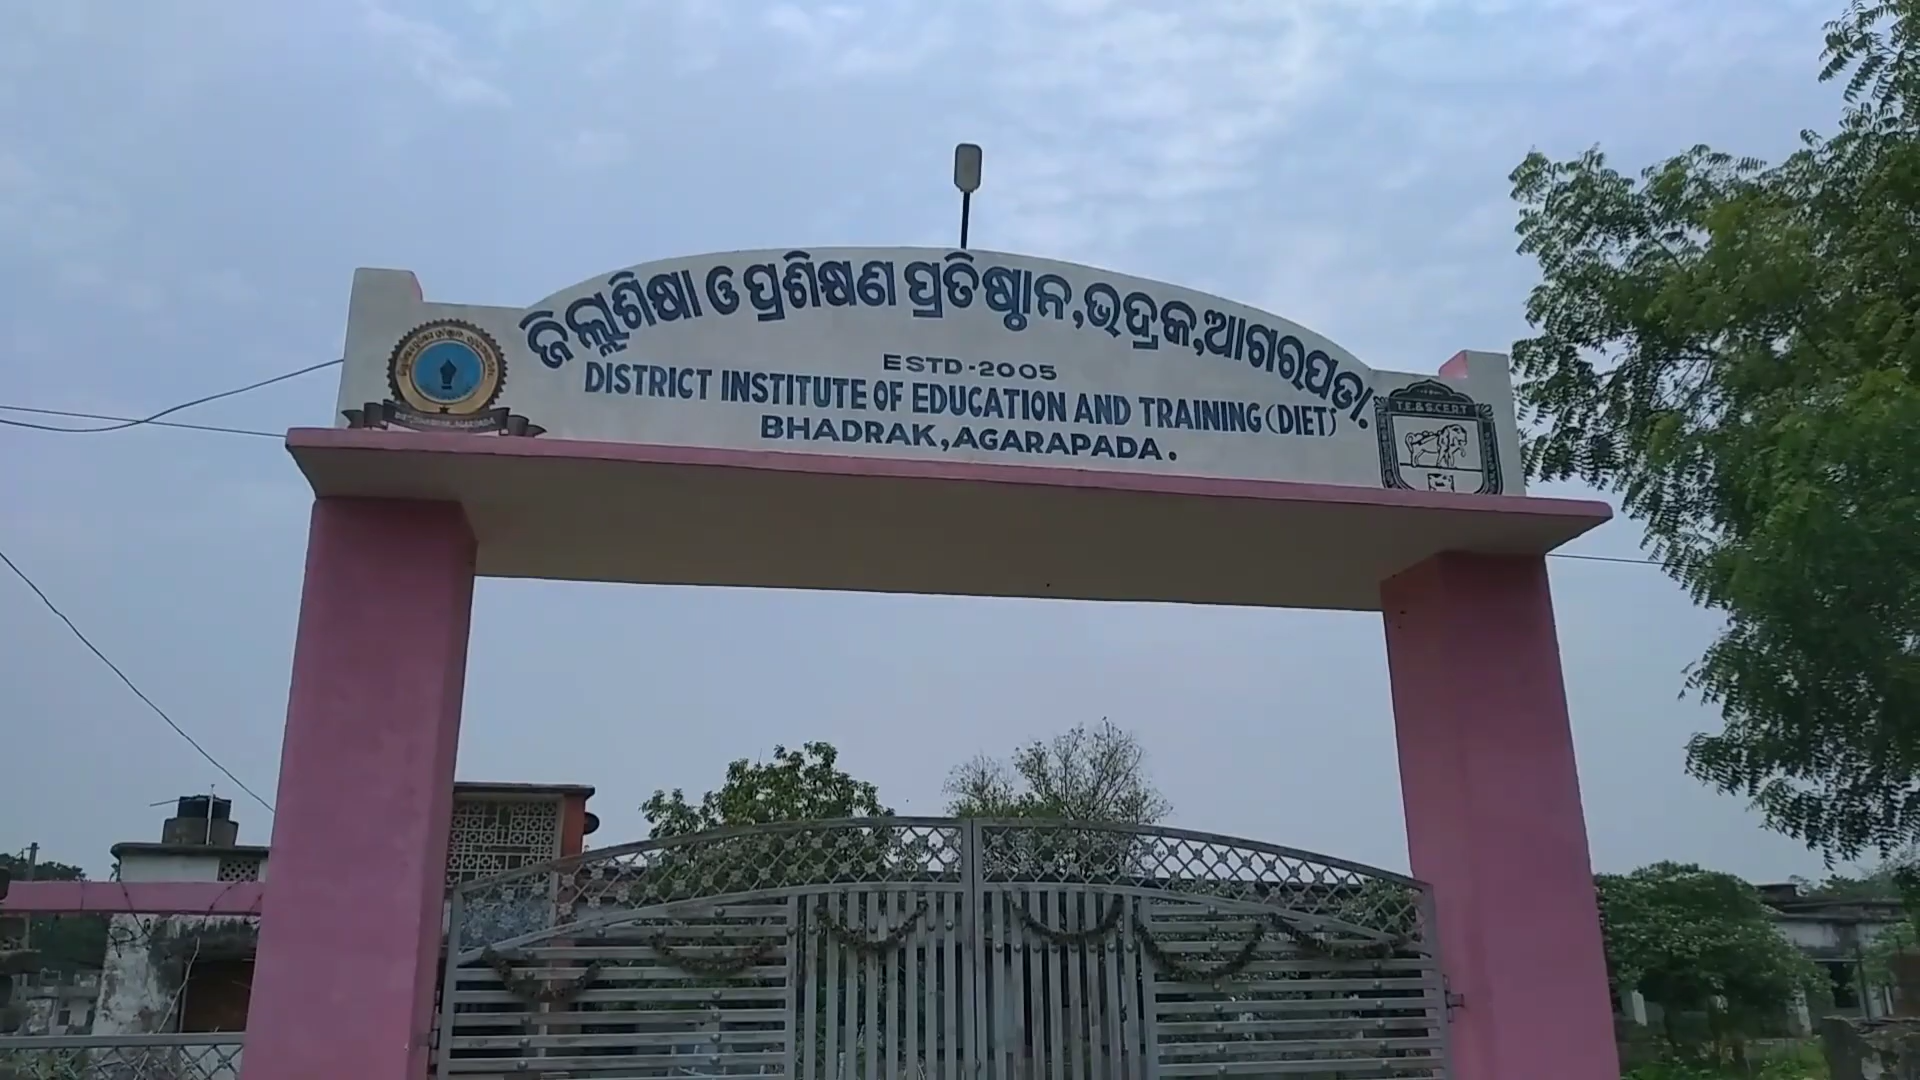 ଜିଲ୍ଲାଶିକ୍ଷା ଓ ପ୍ରଶିକ୍ଷଣ ପ୍ରତିଷ୍ଠାନ, ଭଦ୍ରକ, ଆଗରପଡା.
ESTD-2005
DISTRICT INSTITUTE OF EDUCATION AND TRAINING (DIET)
BHADRAK, AGARAPADA.
T.E. & S.C.E.R.T.